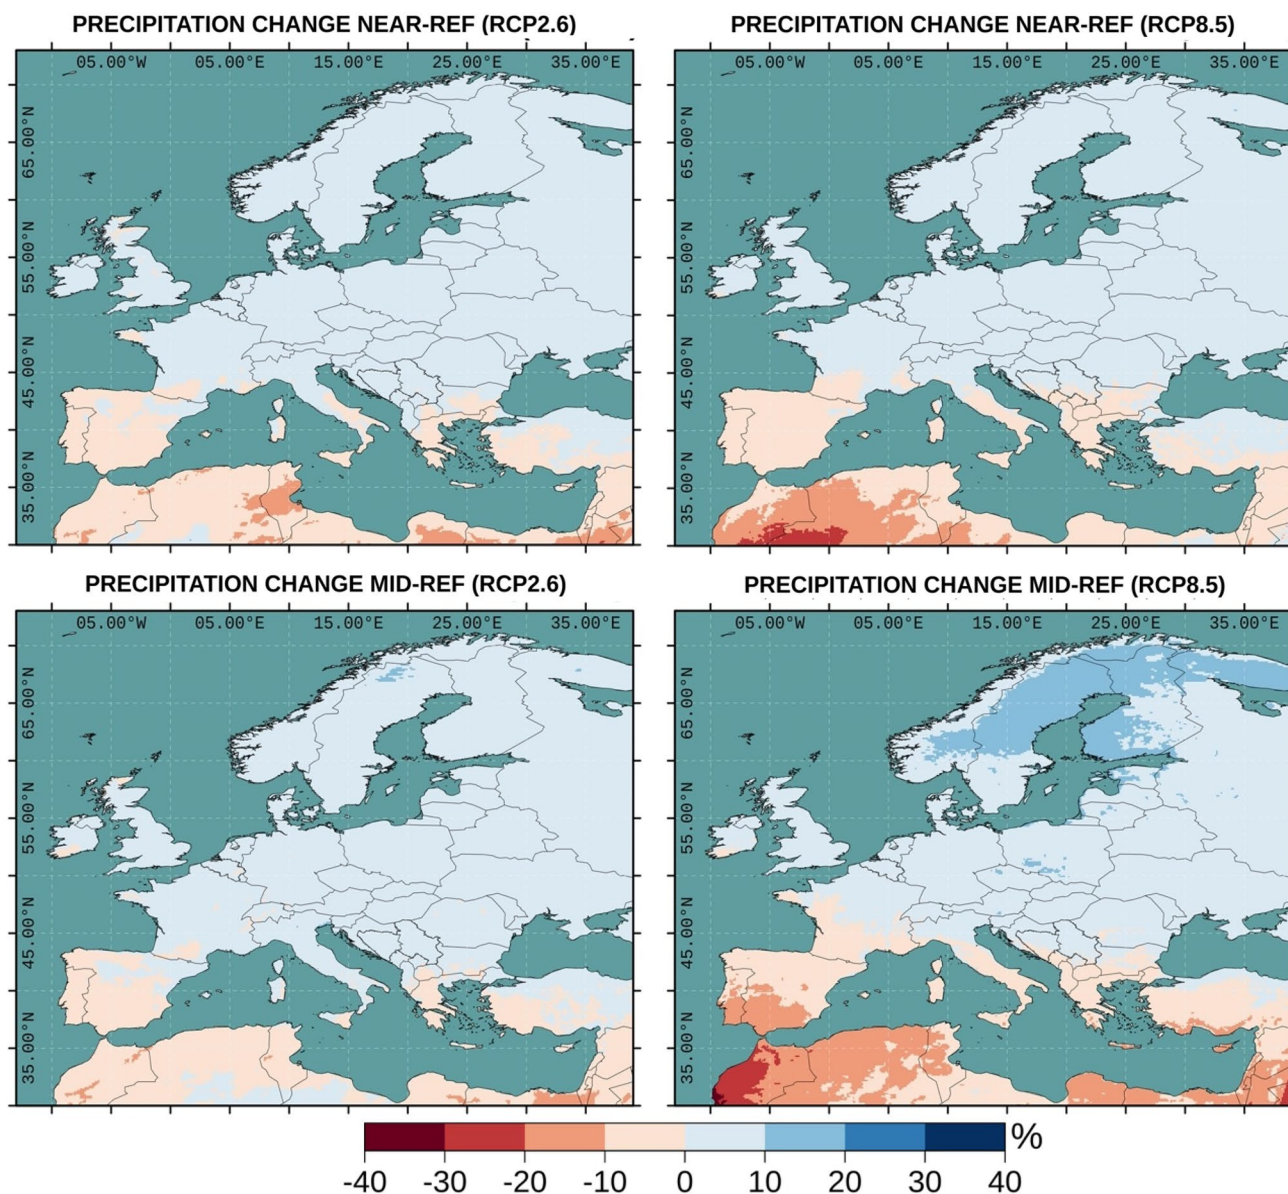 PRECIPITATION CHANGE NEAR-REF (RCP2.6)
PRECIPITATION CHANGE NEAR-REF (RCP8.5)
05.00°W 05.00°E 15.00°E 25.00°E 35.00°E
05.00°W 05.00°E 15.00°E 25.00°E 35.00°E
65.00°N
55.00°N
45.00°N
35.00°N
65.00°N
55.00°N
45.00°N
35.00°N
PRECIPITATION CHANGE MID-REF (RCP2.6)
PRECIPITATION CHANGE MID-REF (RCP8.5)
05.00°W 05.00°E 15.00°E 25.00°E 35.00°E
05.00°W 05.00°E 15.00°E 25.00°E 35.00°E
65.00°N
55.00°N
45.00°N
35.00°N
65.00°N
55.00°N
45.00°N
35.00°N
%
-40 -30 -20 -10 0 10 20 30 40